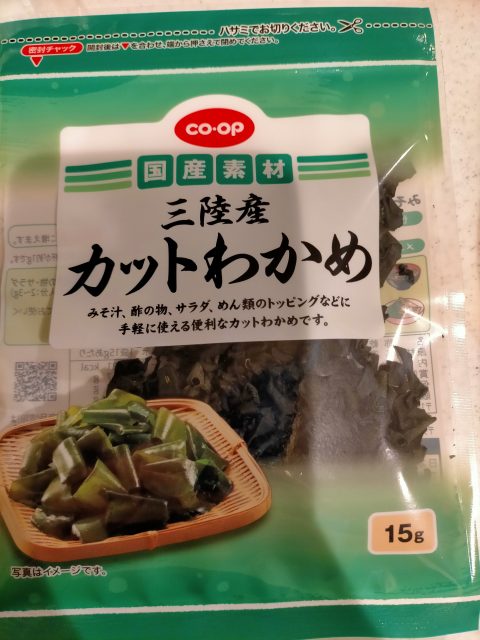 ハサミでお切りください。
密封チャック 開封後は▼を合わせ、端から押さえて閉めてください。
CO·OP
国産素材
三陸産
カットわかめ
みそ汁、酢の物、サラダ、めん類のトッピングなどに
手軽に使える便利なカットわかめです。
15g
写真はイメージです。